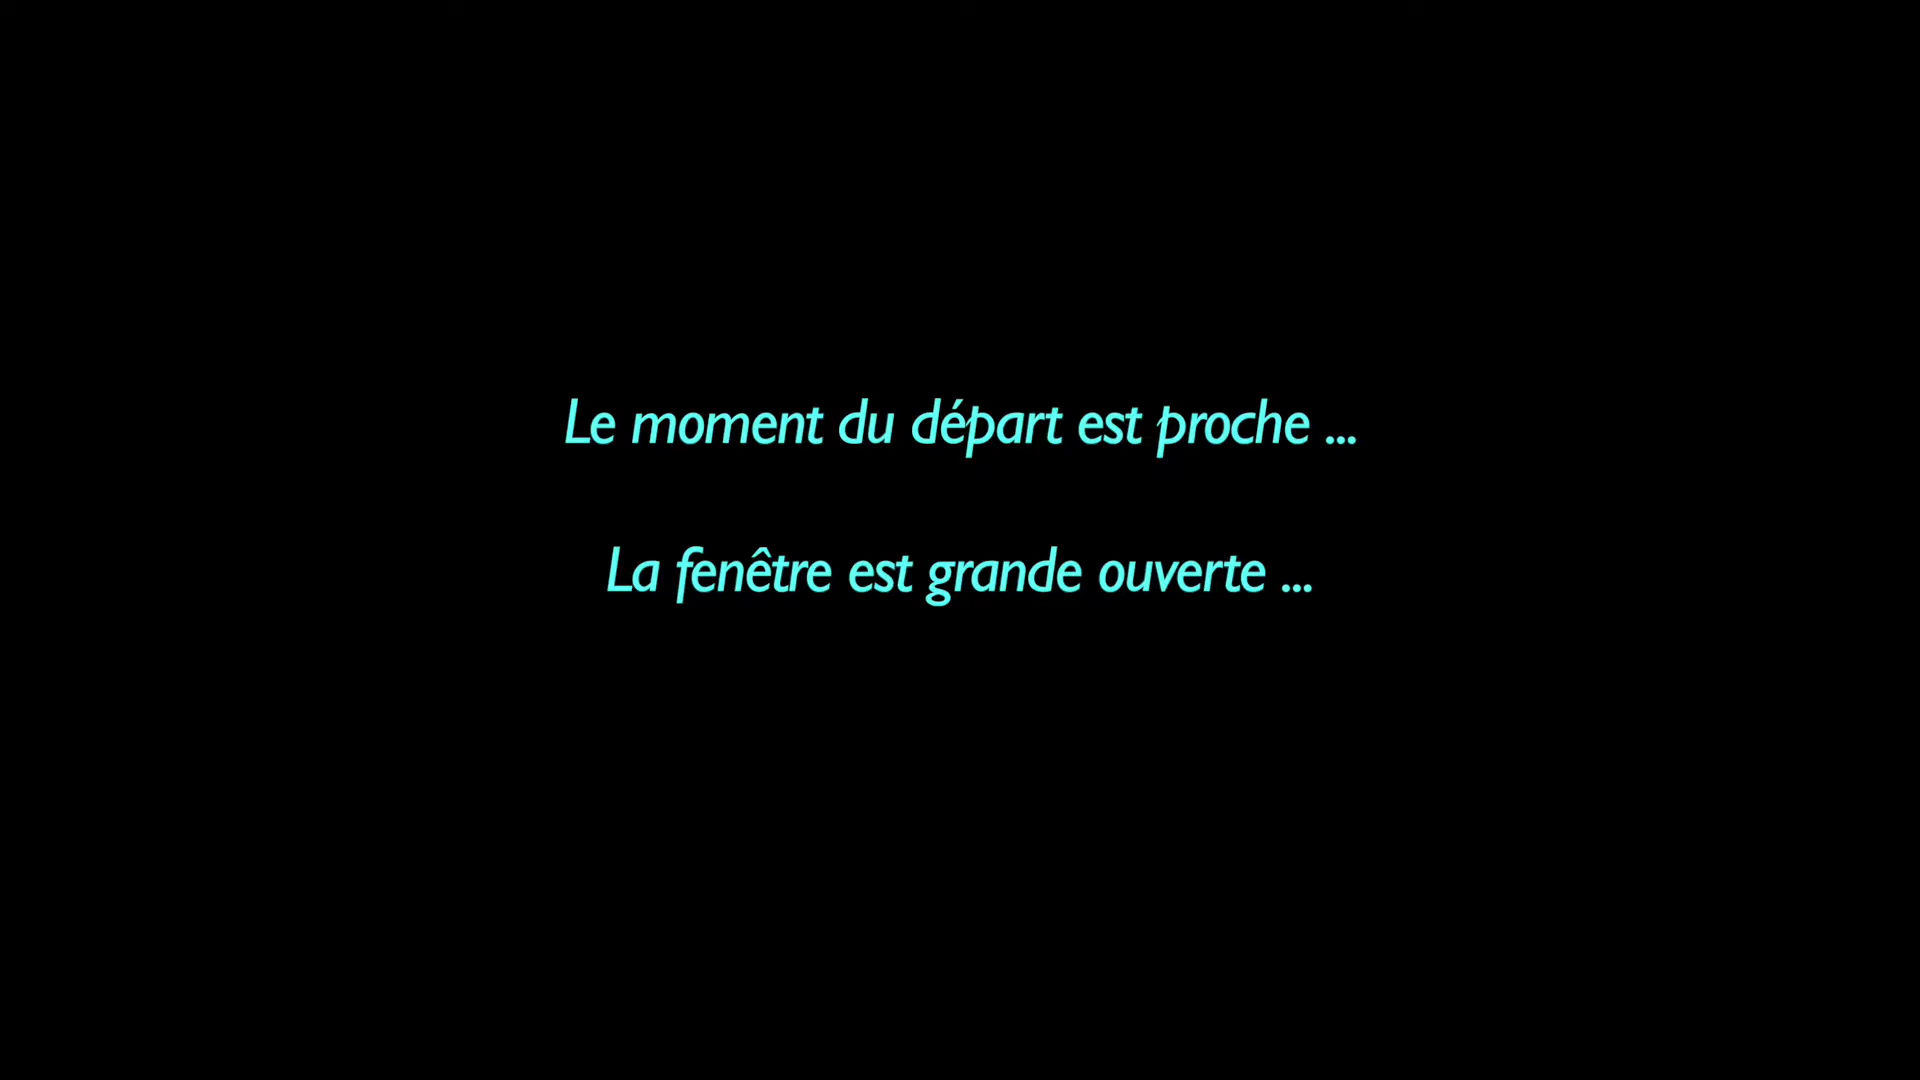 Le moment du départ est proche ...
La fenêtre est grande ouverte ...